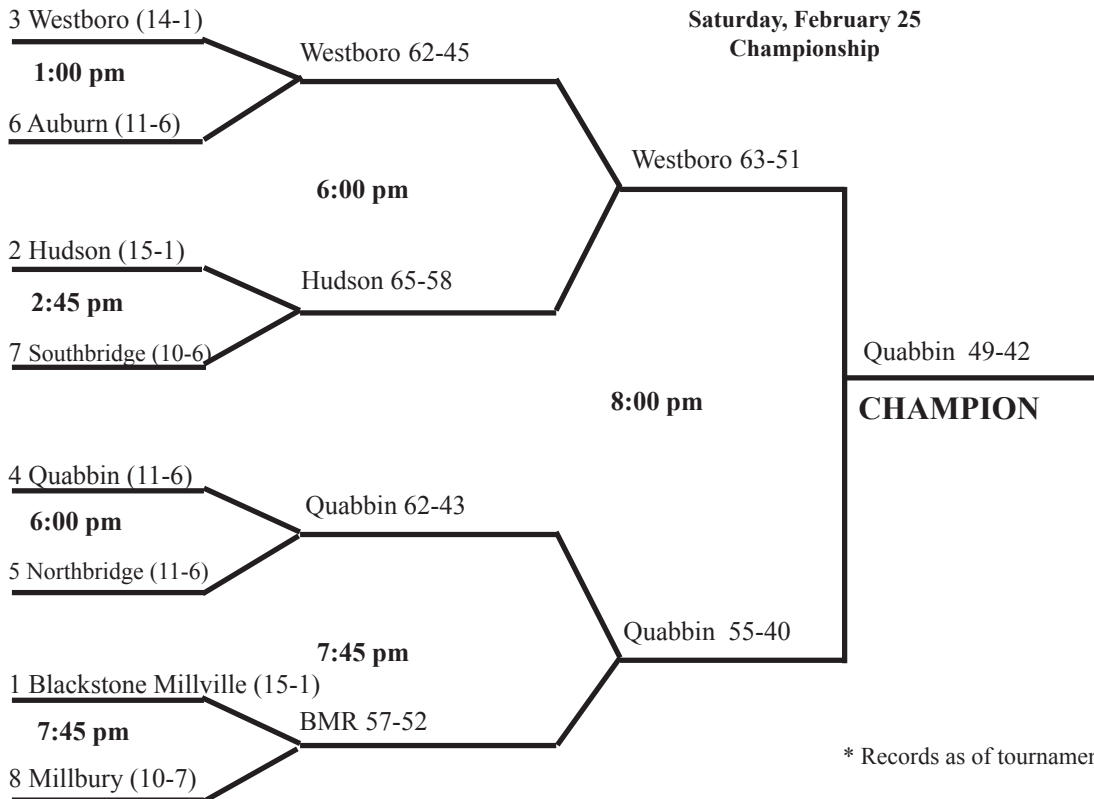 Saturday, February 25
Championship
3 Westboro (14-1)
1:00 pm
6 Auburn (11-6)
Westboro 62-45
6:00 pm
2 Hudson (15-1)
2:45 pm
7 Southbridge (10-6)
Hudson 65-58
Westboro 63-51
4 Quabbin (11-6)
6:00 pm
5 Northbridge (11-6)
Quabbin 62-43
7:45 pm
1 Blackstone Millville (15-1)
7:45 pm
8 Millbury (10-7)
BMR 57-52
Quabbin 55-40
8:00 pm
Quabbin 49-42
CHAMPION
* Records as of